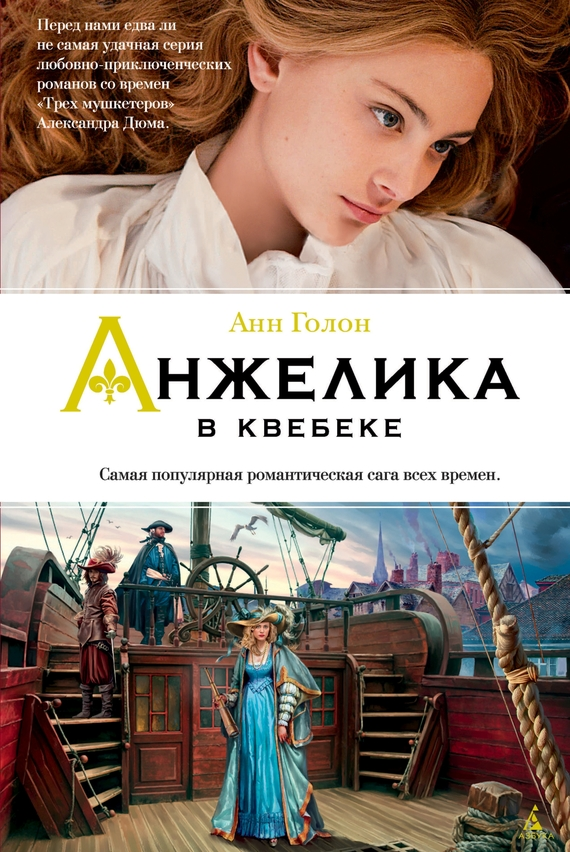 Перед нами едва ли
не самая удачная серия
любовно-приключенческих
романов со времен
«Трех мушкетеров»
Александра Дюма.
Анн Голон
Анжелика
в Квебеке
Самая популярная романтическая сага всех времен.
АЗБУКА